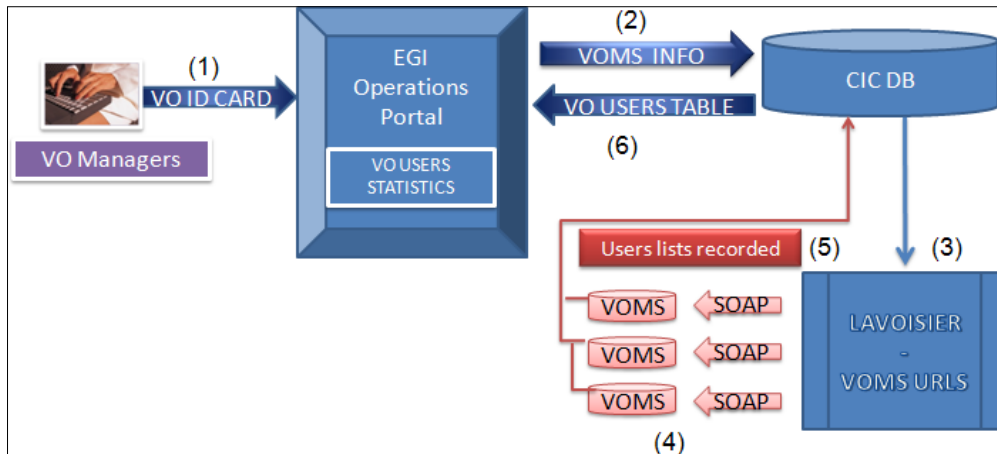 (1)
VO ID CARD
VO Managers
EGI
Operations
Portal
VO USERS
STATISTICS
(2)
VOMS INFO
VO USERS TABLE
(6)
CIC DB
Users lists recorded
(5)
(3)
VOMS
SOAP
VOMS
SOAP
VOMS
SOAP
(4)
LAVOISIER
-
VOMS URLS